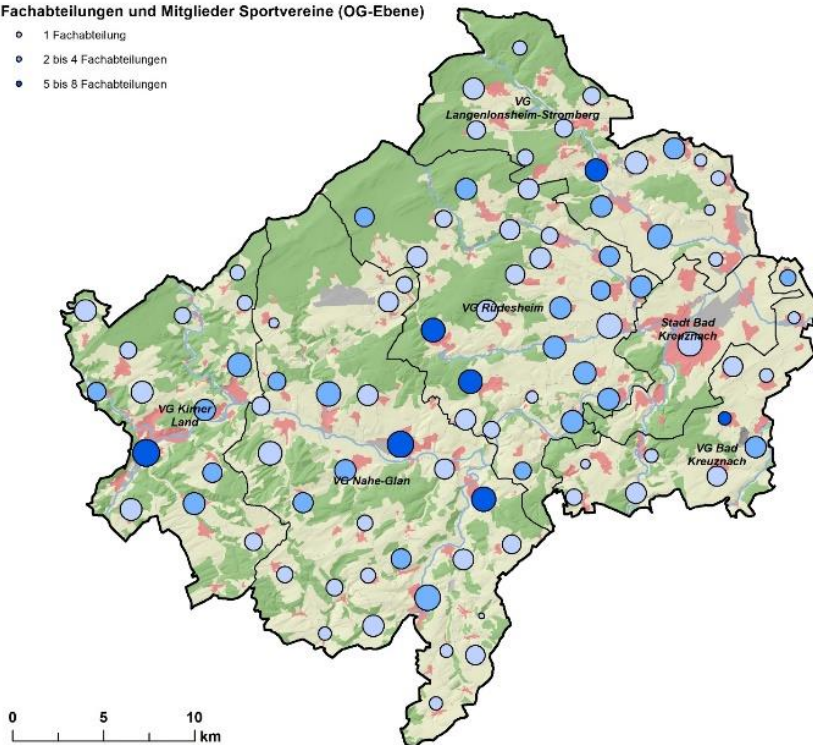 Fachabteilungen und Mitglieder Sportvereine (OG-Ebene)
1 Fachabteilung
2 bis 4 Fachabteilungen
5 bis 8 Fachabteilungen
VG
Langenlonsheim-Stromberg
VG Rüdesheim
Stadt Bad
Kreuznach
VG Kirner
Land
VG Nahe-Glan
VG Bad
Kreuznach
0 5 10
km